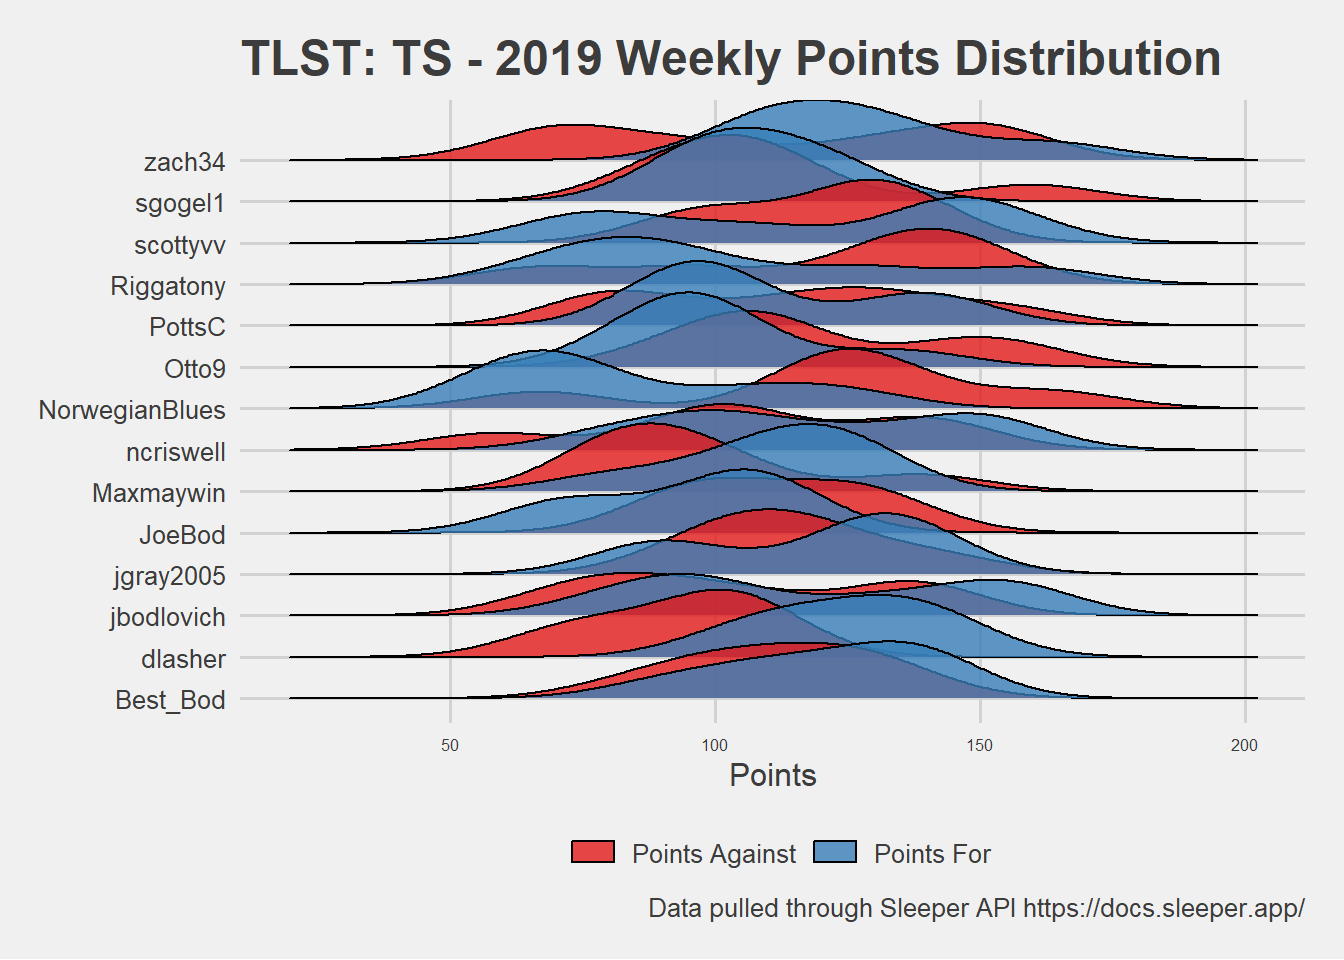 TLST: TS - 2019 Weekly Points Distribution
zach34
sgogel1
scottyvv
Riggatony
PottsC
Otto9
NorwegianBlues
ncriswell
Maxmaywin
JoeBod
jgray2005
jbodlovich
dlasher
Best_Bod
50 100 150 200
Points
Points Against Points For
Data pulled through Sleeper API https://docs.sleeper.app/